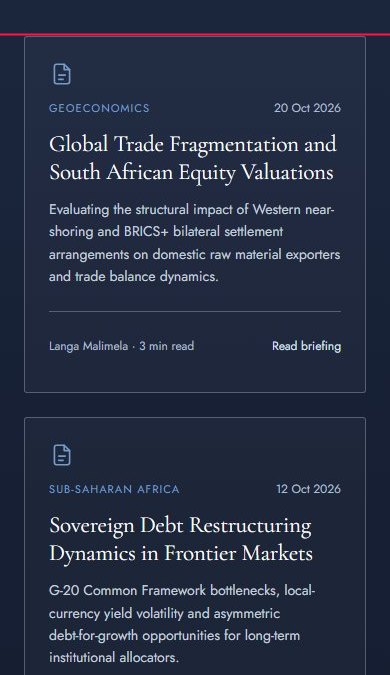 GEOECONOMICS 20 Oct 2026
Global Trade Fragmentation and
South African Equity Valuations
Evaluating the structural impact of Western near-
shoring and BRICS+ bilateral settlement
arrangements on domestic raw material exporters
and trade balance dynamics.
Langa Malimela · 3 min read Read briefing
SUB-SAHARAN AFRICA 12 Oct 2026
Sovereign Debt Restructuring
Dynamics in Frontier Markets
G-20 Common Framework bottlenecks, local-
currency yield volatility and asymmetric
debt-for-growth opportunities for long-term
institutional allocators.